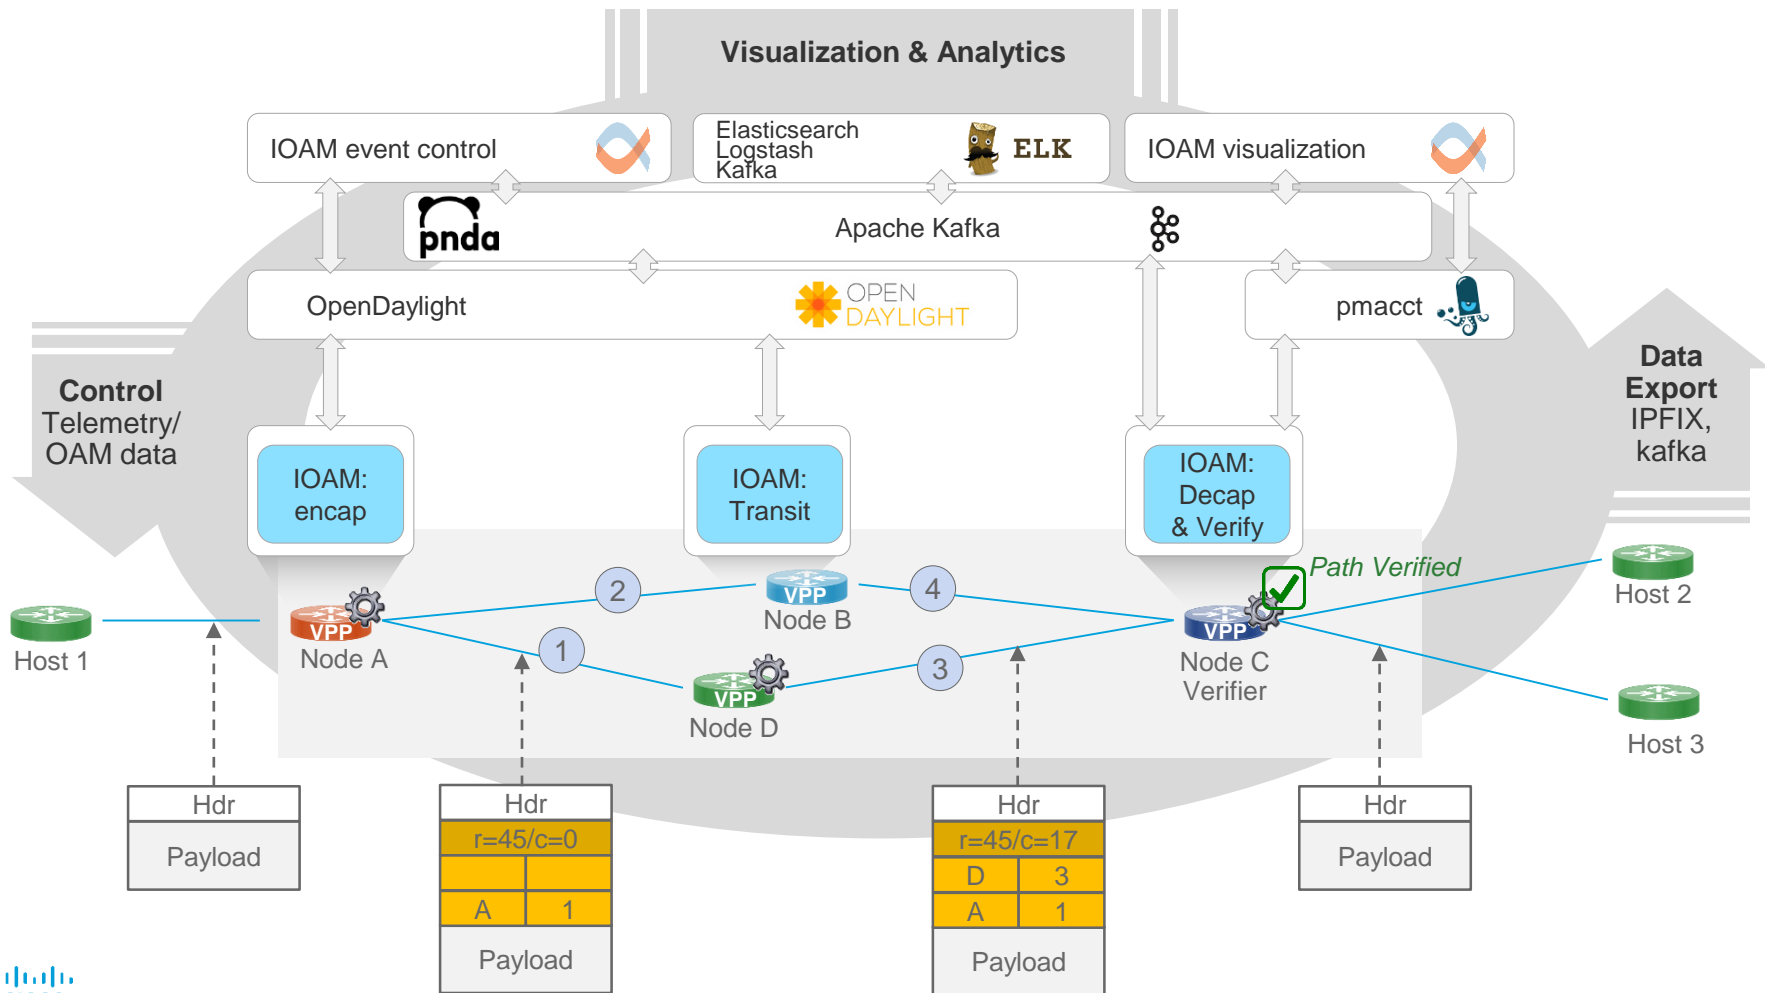 Visualization & Analytics
IOAM event control
Elasticsearch
Logstash
Kafka
ELK
IOAM visualization
pnda
Apache Kafka
OpenDaylight
OPEN
DAYLIGHT
pmacct
Control
Telemetry/
OAM data
Data
Export
IPFIX,
kafka
IOAM:
encap
IOAM:
Transit
IOAM:
Decap
& Verify
Path Verified
2
4
1
3
VPP
VPP
VPP
VPP
Host 1
Node A
Node B
Node D
Node C
Verifier
Host 2
Host 3
Hdr
Payload
Hdr
r=45/c=0
A 1
Payload
Hdr
r=45/c=17
D 3
A 1
Payload
Hdr
Payload